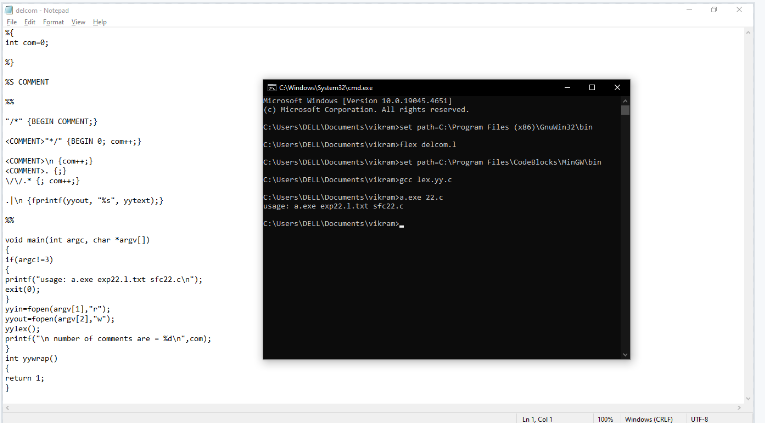 delcom - Notepad
File Edit Format View Help
%{
int com=0;
%}
%S COMMENT
%%
"/*" {BEGIN COMMENT;}
<COMMENT>"*/" {BEGIN 0; com++;}
<COMMENT>\n {com++;}
<COMMENT>. {;}
\/\/.* {; com++;}
.|\n {fprintf(yyout, "%s", yytext);}
%%
void main(int argc, char *argv[])
{
if(argc!=3)
{
printf("usage: a.exe exp22.l.txt sfc22.c\n");
exit(0);
}
yyin=fopen(argv[1],"r");
yyout=fopen(argv[2],"w");
yylex();
printf("\n number of comments are = %d\n",com);
}
int yywrap()
{
return 1;
}
C:\Windows\System32\cmd.exe
Microsoft Windows [Version 10.0.19045.4651]
(c) Microsoft Corporation. All rights reserved.
C:\Users\DELL\Documents\vikram>set path=C:\Program Files (x86)\GnuWin32\bin
C:\Users\DELL\Documents\vikram>flex delcom.l
C:\Users\DELL\Documents\vikram>set path=C:\Program Files\CodeBlocks\MinGW\bin
C:\Users\DELL\Documents\vikram>gcc lex.yy.c
C:\Users\DELL\Documents\vikram>a.exe 22.c
usage: a.exe exp22.l.txt sfc22.c
C:\Users\DELL\Documents\vikram>
Ln 1, Col 1 100% Windows (CRLF) UTF-8